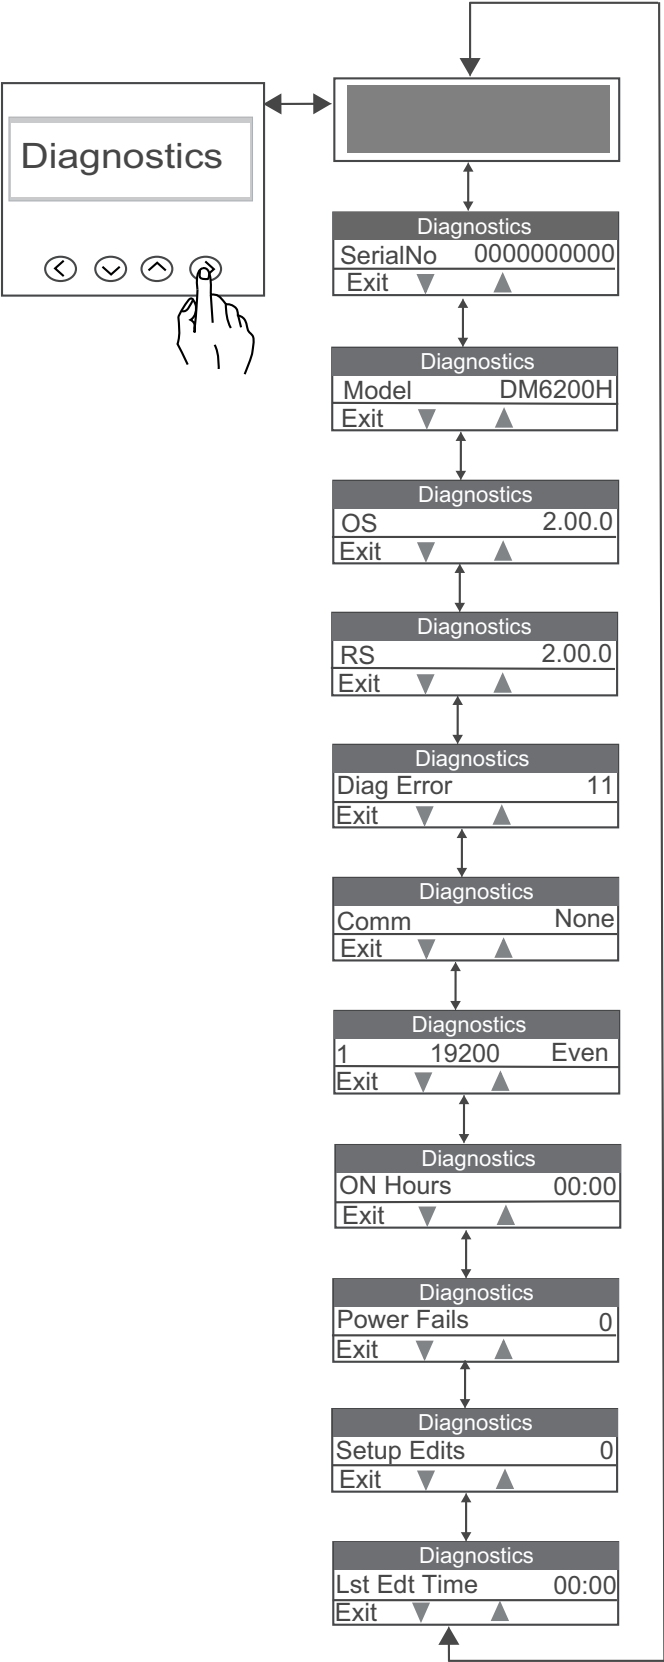 Diagnostics
Diagnostics
SerialNo 0000000000
Exit
Diagnostics
Model DM6200H
Exit
Diagnostics
OS 2.00.0
Exit
Diagnostics
RS 2.00.0
Exit
Diagnostics
Diag Error 11
Exit
Diagnostics
Comm None
Exit
Diagnostics
1 19200 Even
Exit
Diagnostics
ON Hours 00:00
Exit
Diagnostics
Power Fails 0
Exit
Diagnostics
Setup Edits 0
Exit
Diagnostics
Lst Edt Time 00:00
Exit